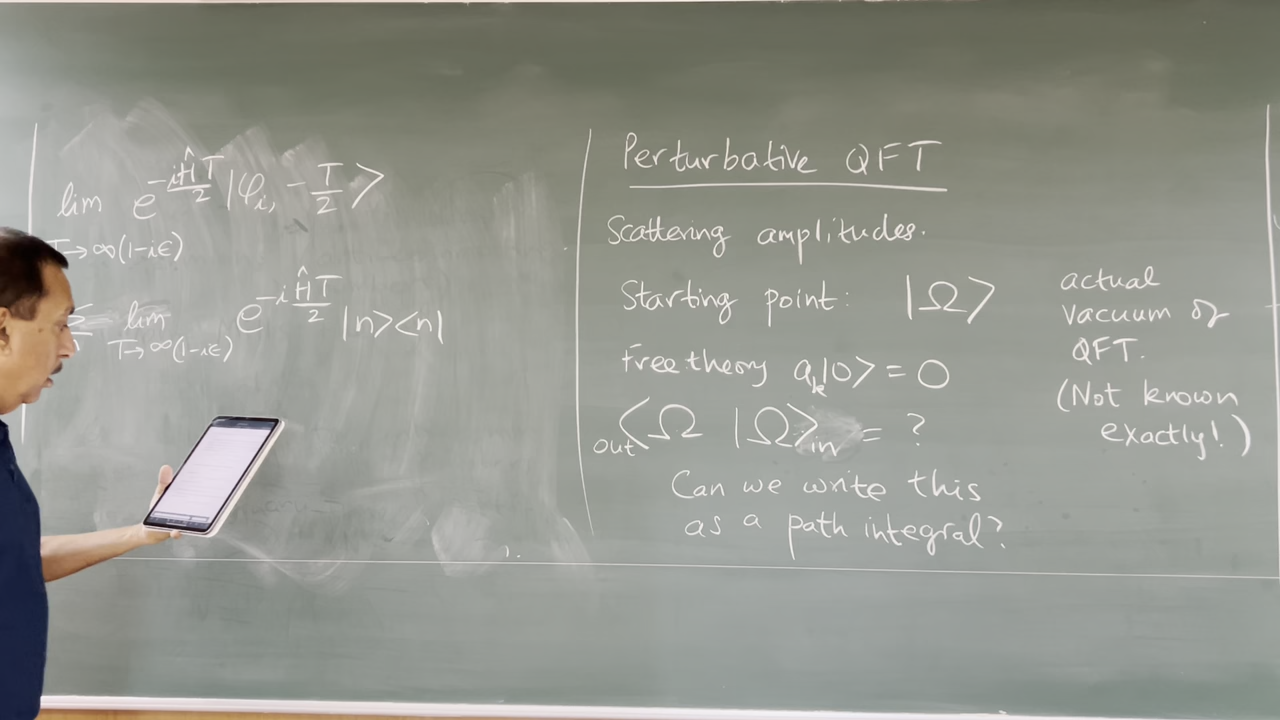 lim e^{-iĤT/2} |φ_i, -T/2>
T→∞(1-iϵ)
lim e^{-iĤT/2} |n><n|
T→∞(1-iϵ)
Perturbative QFT
Scattering amplitudes.
Starting point: |Ω>
actual
vacuum of
QFT.
(Not known
exactly!)
Free theory a_k|0> = 0
out<Ω |Ω>in = ?
Can we write this
as a path integral?